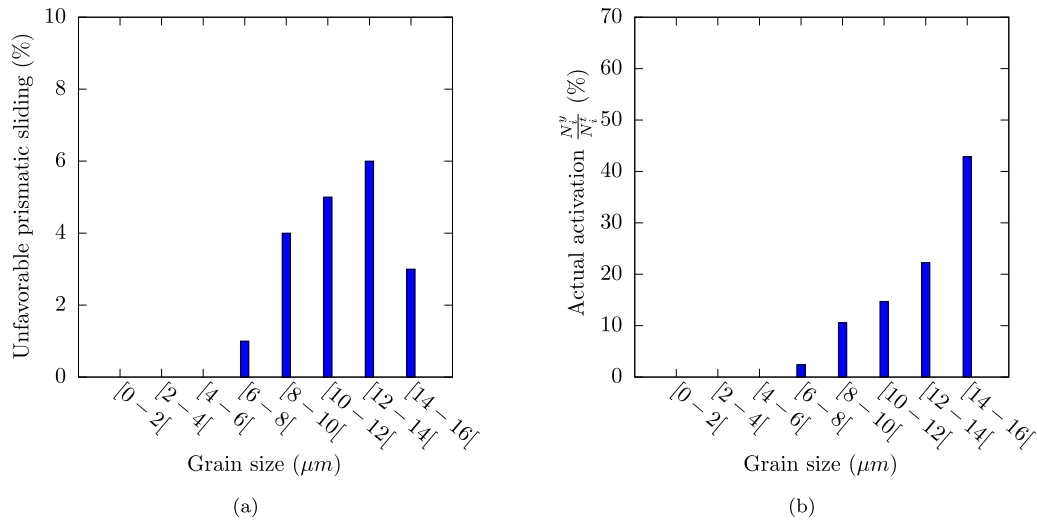 10
8
6
4
2
0
Unfavorable prismatic sliding (%)
[0 − 2[
[2 − 4[
[4 − 6[
[6 − 8[
[8 − 10[
[10 − 12[
[12 − 14[
[14 − 16[
Grain size (μm)
(a)
70
60
50
40
30
20
10
0
Actual activation N_i^y/N_i^t (%)
[0 − 2[
[2 − 4[
[4 − 6[
[6 − 8[
[8 − 10[
[10 − 12[
[12 − 14[
[14 − 16[
Grain size (μm)
(b)